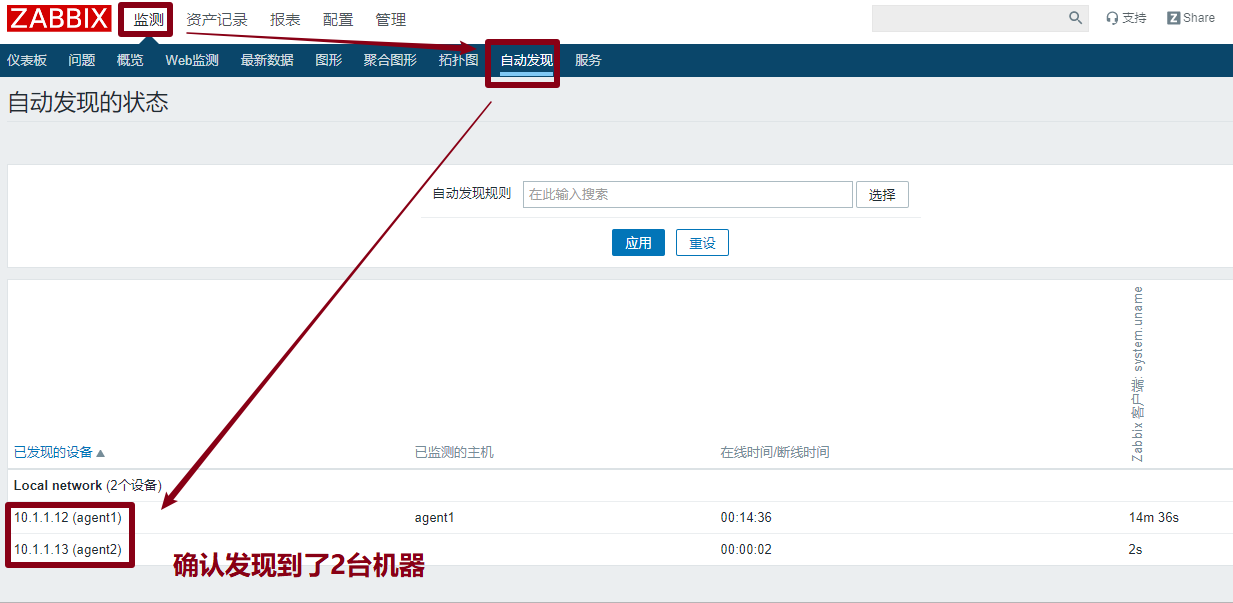 ZABBIX 监测 资产记录 报表 配置 管理 支持 Z Share
仪表板 问题 概览 Web监测 最新数据 图形 聚合图形 拓扑图 自动发现 服务
自动发现的状态
自动发现规则 在此输入搜索 选择
应用 重设
Zabbix 客户端: system.uname
已发现的设备▲ 已监测的主机 在线时间/断线时间
Local network (2个设备)
10.1.1.12 (agent1) agent1 00:14:36 14m 36s
10.1.1.13 (agent2) 00:00:02 2s
确认发现到了2台机器